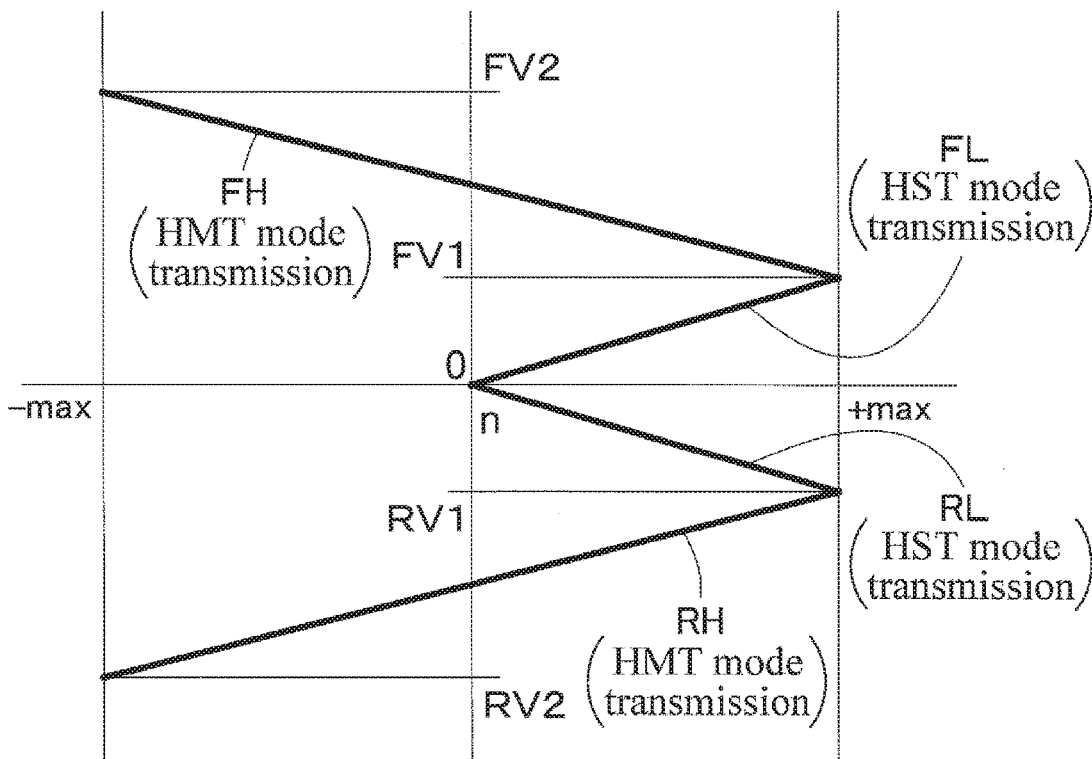 FV2
FL
(HST mode
transmission)
FH
(HMT mode
transmission)
FV1
0
−max
n
+max
RV1
RL
(HST mode
transmission)
RH
(HMT mode
transmission)
RV2